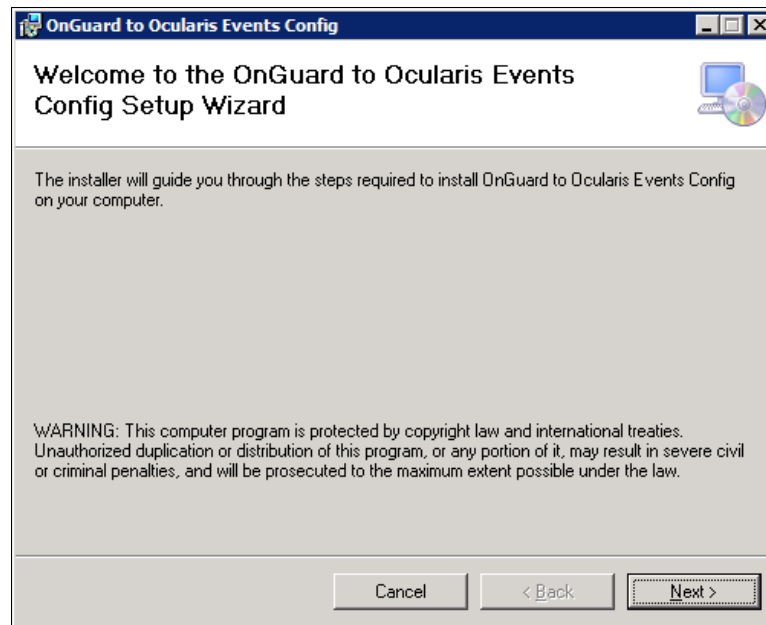 OnGuard to Ocularis Events Config
Welcome to the OnGuard to Ocularis Events
Config Setup Wizard
The installer will guide you through the steps required to install OnGuard to Ocularis Events Config
on your computer.
WARNING: This computer program is protected by copyright law and international treaties.
Unauthorized duplication or distribution of this program, or any portion of it, may result in severe civil
or criminal penalties, and will be prosecuted to the maximum extent possible under the law.
Cancel
< Back
Next >